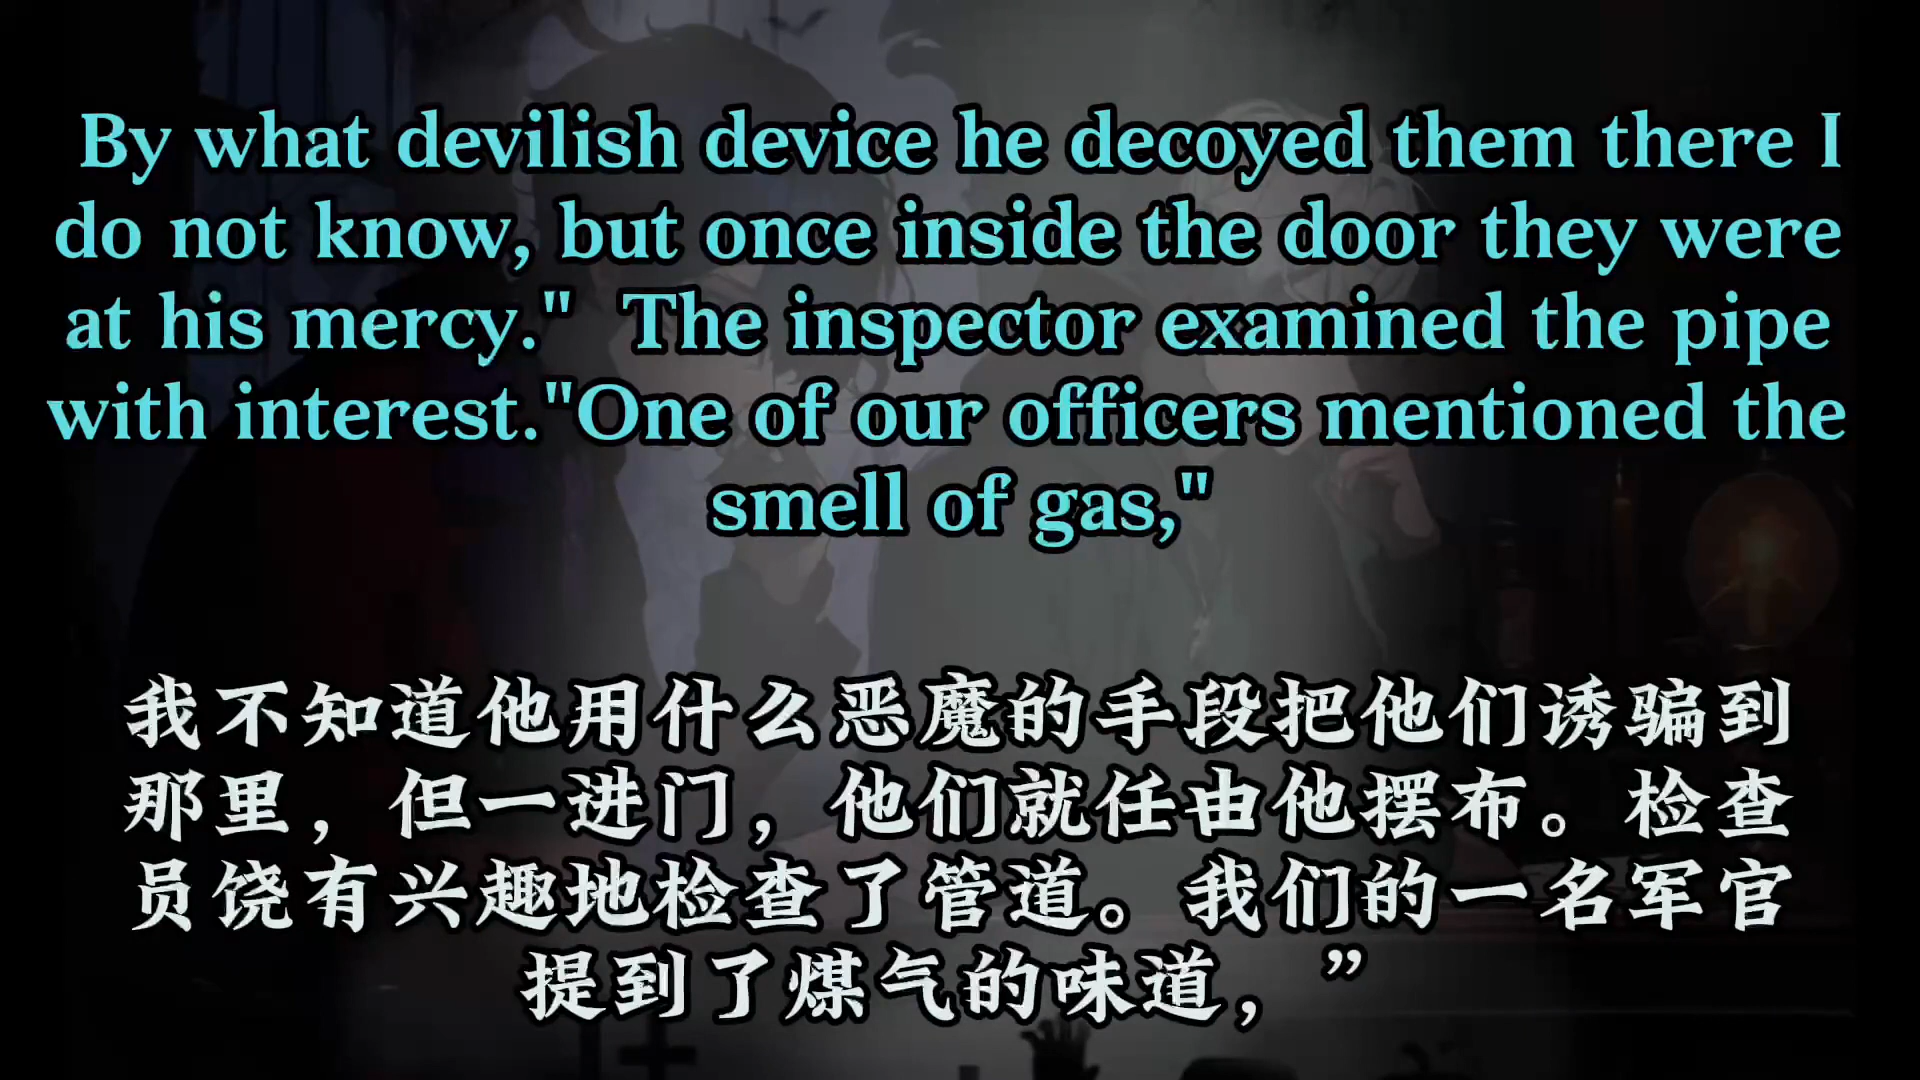 By what devilish device he decoyed them there I
do not know, but once inside the door they were
at his mercy."  The inspector examined the pipe
with interest."One of our officers mentioned the
smell of gas,"
我不知道他用什么恶魔的手段把他们诱骗到
那里，但一进门，他们就任由他摆布。检查
员饶有兴趣地检查了管道。我们的一名军官
提到了煤气的味道，”